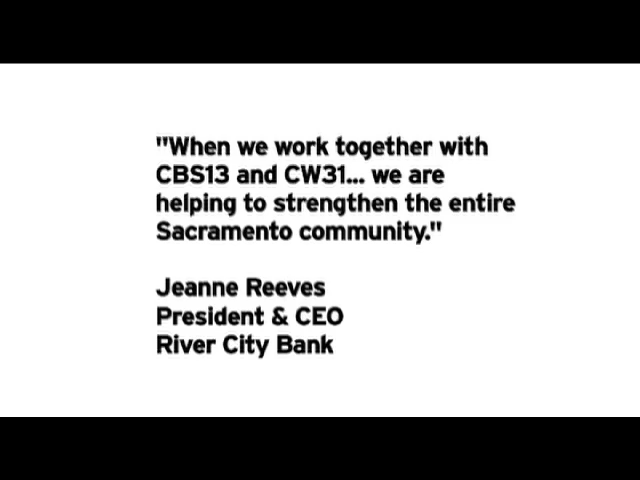 "When we work together with
CBS13 and CW31... we are
helping to strengthen the entire
Sacramento community."
Jeanne Reeves
President & CEO
River City Bank